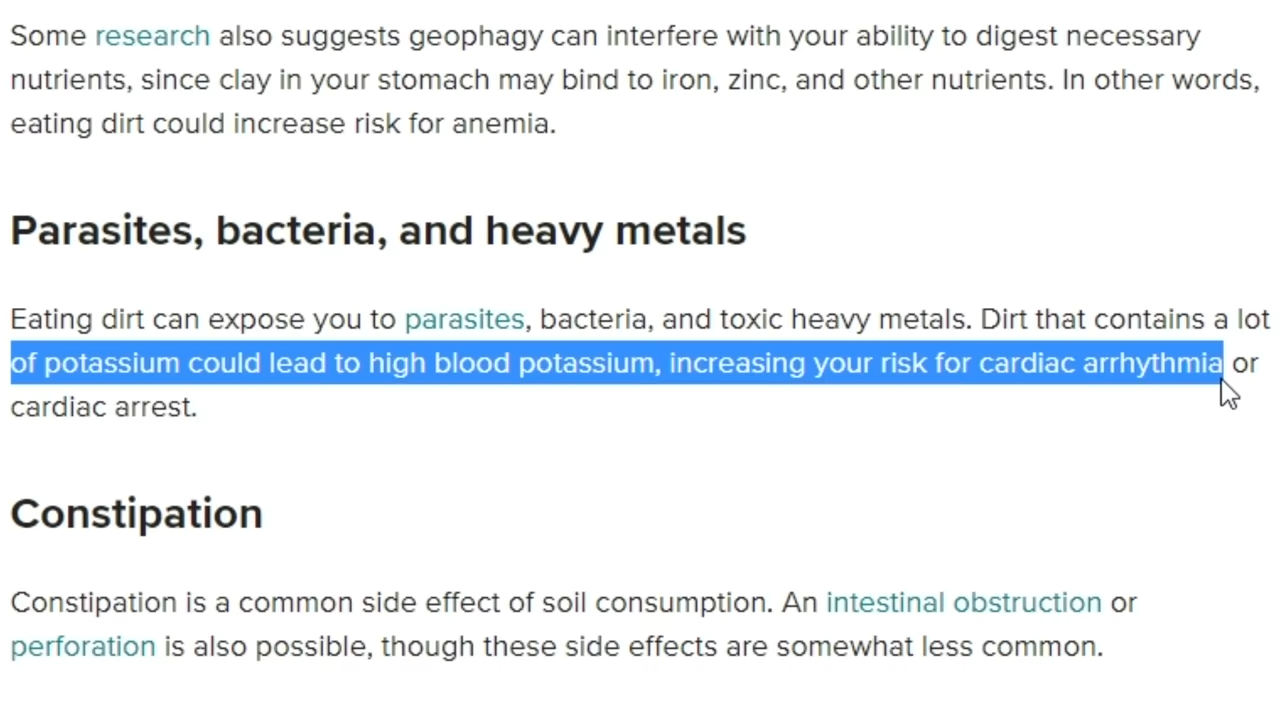 Some research also suggests geophagy can interfere with your ability to digest necessary
nutrients, since clay in your stomach may bind to iron, zinc, and other nutrients. In other words,
eating dirt could increase risk for anemia.
Parasites, bacteria, and heavy metals
Eating dirt can expose you to parasites, bacteria, and toxic heavy metals. Dirt that contains a lot
of potassium could lead to high blood potassium, increasing your risk for cardiac arrhythmia or
cardiac arrest.
Constipation
Constipation is a common side effect of soil consumption. An intestinal obstruction or
perforation is also possible, though these side effects are somewhat less common.